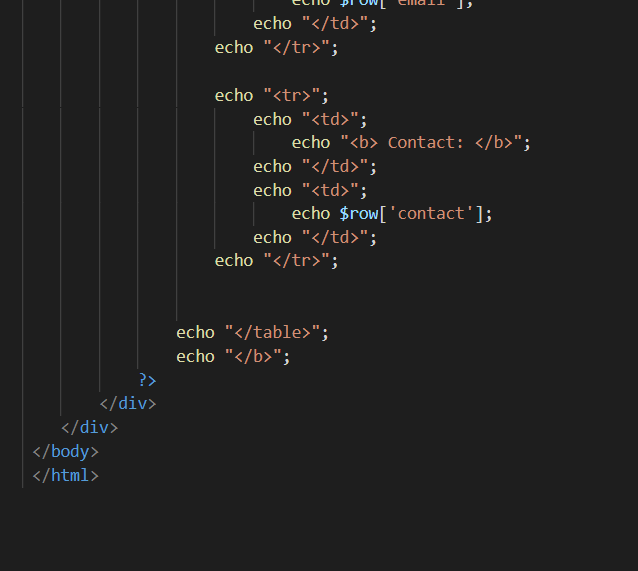 echo $row['email'];
echo "</td>";
echo "</tr>";
echo "<tr>";
echo "<td>";
echo "<b> Contact: </b>";
echo "</td>";
echo "<td>";
echo $row['contact'];
echo "</td>";
echo "</tr>";
echo "</table>";
echo "</b>";
?>
</div>
</div>
</body>
</html>